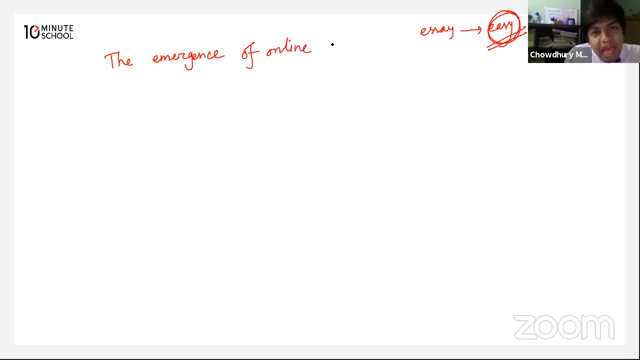 10 MINUTE SCHOOL
essay → easy
The emergence of online
Chowdhury M...
zoom